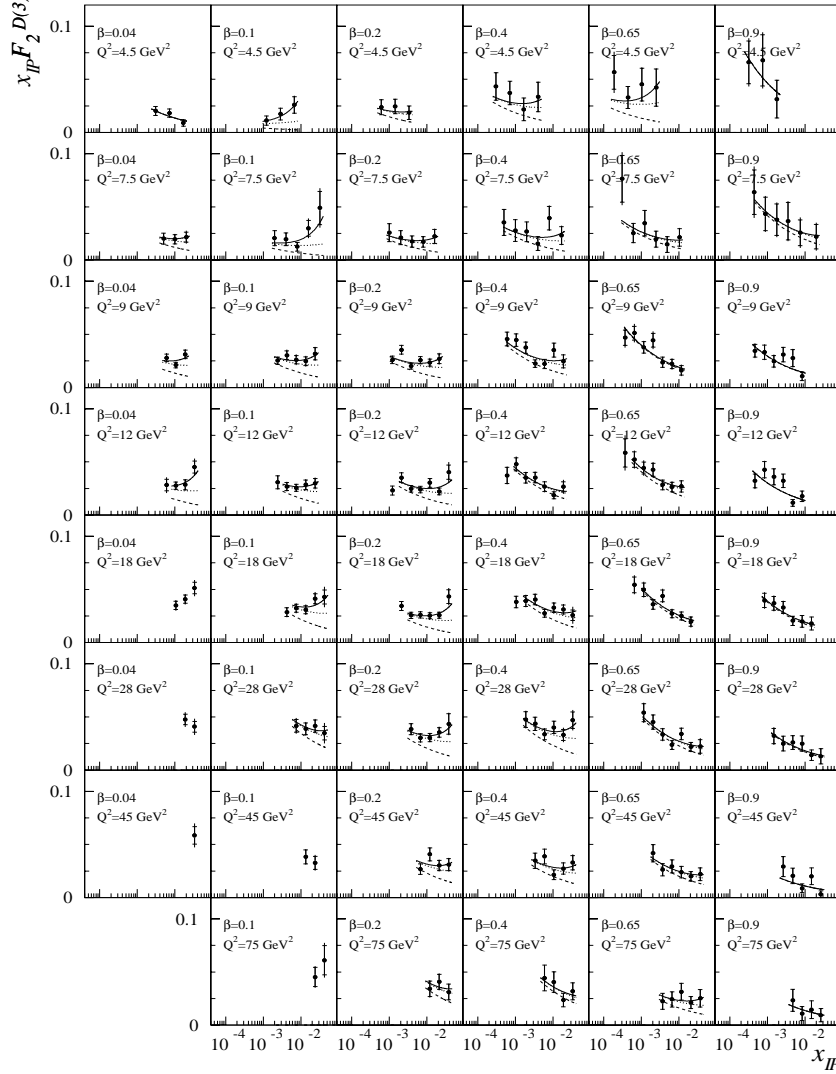 x_IP F_2^D(3)
0.1
β=0.04 β=0.1 β=0.2 β=0.4 β=0.65 β=0.9
Q²=4.5 GeV² Q²=4.5 GeV² Q²=4.5 GeV² Q²=4.5 GeV² Q²=4.5 GeV² Q²=4.5 GeV²
0
0.1
β=0.04 β=0.1 β=0.2 β=0.4 β=0.65 β=0.9
Q²=7.5 GeV² Q²=7.5 GeV² Q²=7.5 GeV² Q²=7.5 GeV² Q²=7.5 GeV² Q²=7.5 GeV²
0
0.1
β=0.04 β=0.1 β=0.2 β=0.4 β=0.65 β=0.9
Q²=9 GeV² Q²=9 GeV² Q²=9 GeV² Q²=9 GeV² Q²=9 GeV² Q²=9 GeV²
0
0.1
β=0.04 β=0.1 β=0.2 β=0.4 β=0.65 β=0.9
Q²=12 GeV² Q²=12 GeV² Q²=12 GeV² Q²=12 GeV² Q²=12 GeV² Q²=12 GeV²
0
0.1
β=0.04 β=0.1 β=0.2 β=0.4 β=0.65 β=0.9
Q²=18 GeV² Q²=18 GeV² Q²=18 GeV² Q²=18 GeV² Q²=18 GeV² Q²=18 GeV²
0
0.1
β=0.04 β=0.1 β=0.2 β=0.4 β=0.65 β=0.9
Q²=28 GeV² Q²=28 GeV² Q²=28 GeV² Q²=28 GeV² Q²=28 GeV² Q²=28 GeV²
0
0.1
β=0.04 β=0.1 β=0.2 β=0.4 β=0.65 β=0.9
Q²=45 GeV² Q²=45 GeV² Q²=45 GeV² Q²=45 GeV² Q²=45 GeV² Q²=45 GeV²
0
0.1
β=0.1 β=0.2 β=0.4 β=0.65 β=0.9
Q²=75 GeV² Q²=75 GeV² Q²=75 GeV² Q²=75 GeV² Q²=75 GeV²
0
10⁻⁴ 10⁻³ 10⁻² 10⁻⁴ 10⁻³ 10⁻² 10⁻⁴ 10⁻³ 10⁻² 10⁻⁴ 10⁻³ 10⁻² 10⁻⁴ 10⁻³ 10⁻²
x_IP